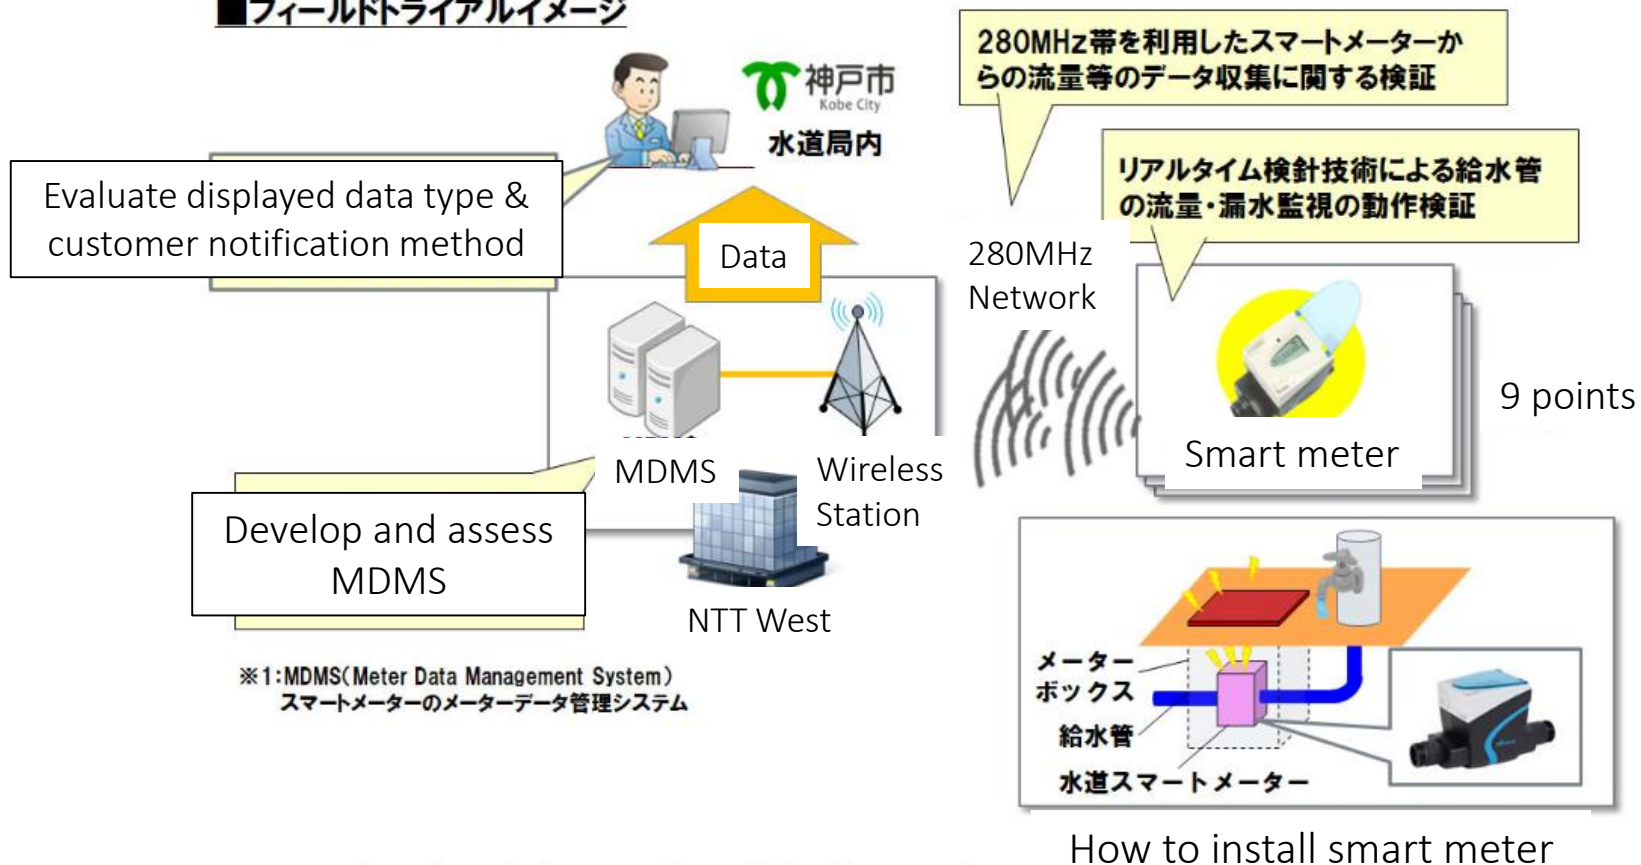 ■フィールドトライアルイメージ
神戸市
Kobe City
水道局内
280MHz帯を利用したスマートメーターか
らの流量等のデータ収集に関する検証
リアルタイム検針技術による給水管
の流量・漏水監視の動作検証
Evaluate displayed data type &
customer notification method
Data
280MHz
Network
Smart meter
9 points
MDMS
Wireless
Station
Develop and assess
MDMS
NTT West
※1:MDMS(Meter Data Management System)
スマートメーターのメーターデータ管理システム
メーター
ボックス
給水管
水道スマートメーター
How to install smart meter